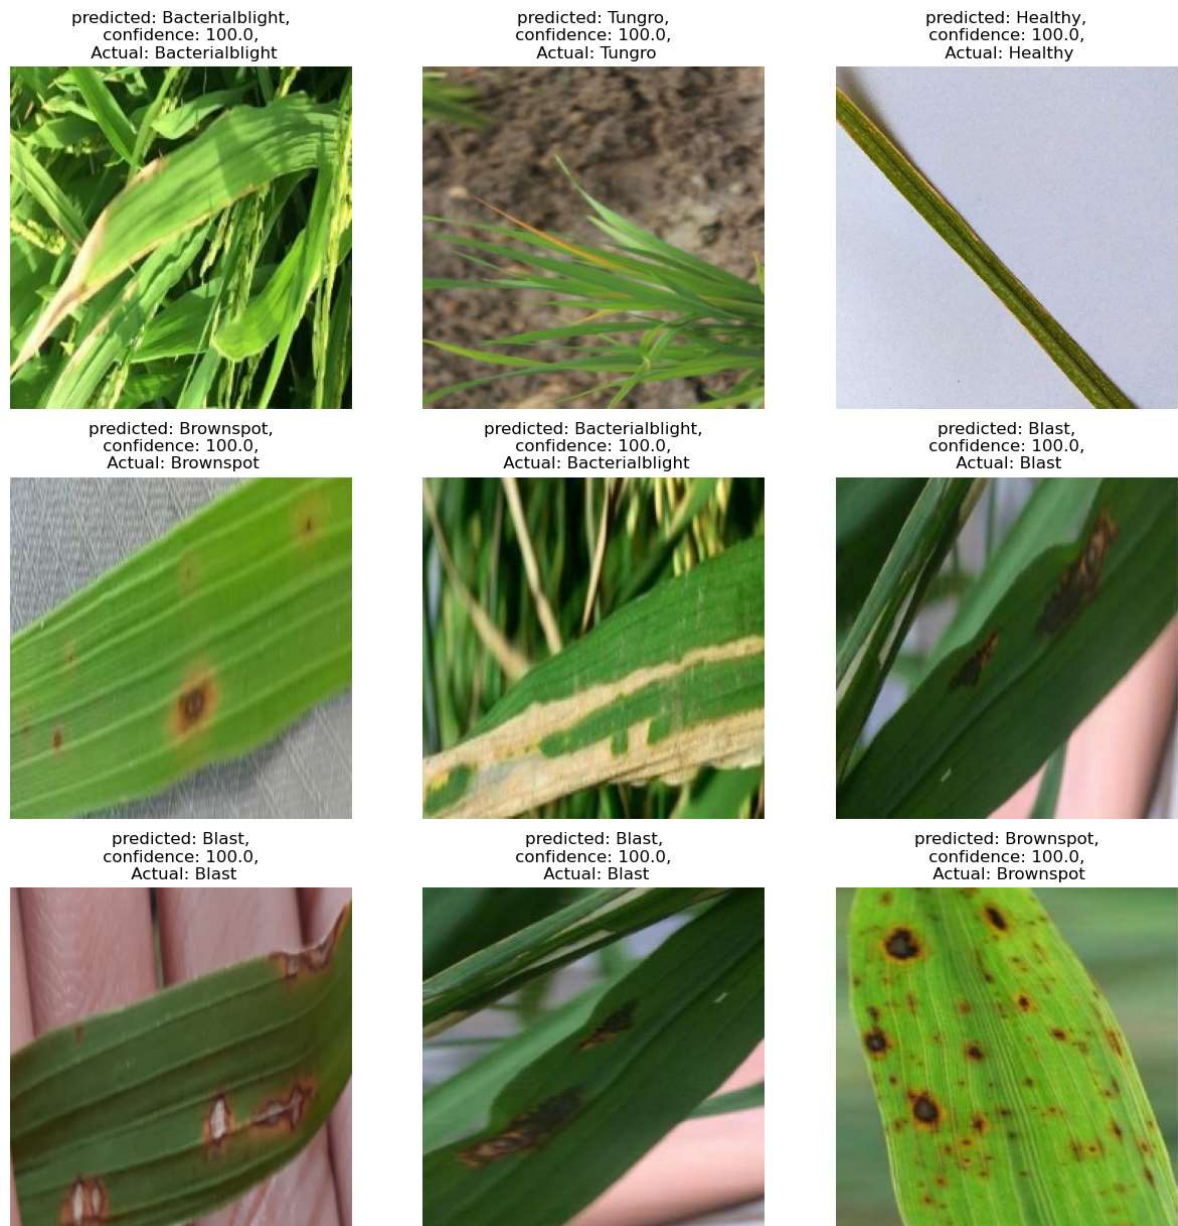 predicted: Bacterialblight,
confidence: 100.0,
Actual: Bacterialblight
predicted: Tungro,
confidence: 100.0,
Actual: Tungro
predicted: Healthy,
confidence: 100.0,
Actual: Healthy
predicted: Brownspot,
confidence: 100.0,
Actual: Brownspot
predicted: Bacterialblight,
confidence: 100.0,
Actual: Bacterialblight
predicted: Blast,
confidence: 100.0,
Actual: Blast
predicted: Blast,
confidence: 100.0,
Actual: Blast
predicted: Blast,
confidence: 100.0,
Actual: Blast
predicted: Brownspot,
confidence: 100.0,
Actual: Brownspot